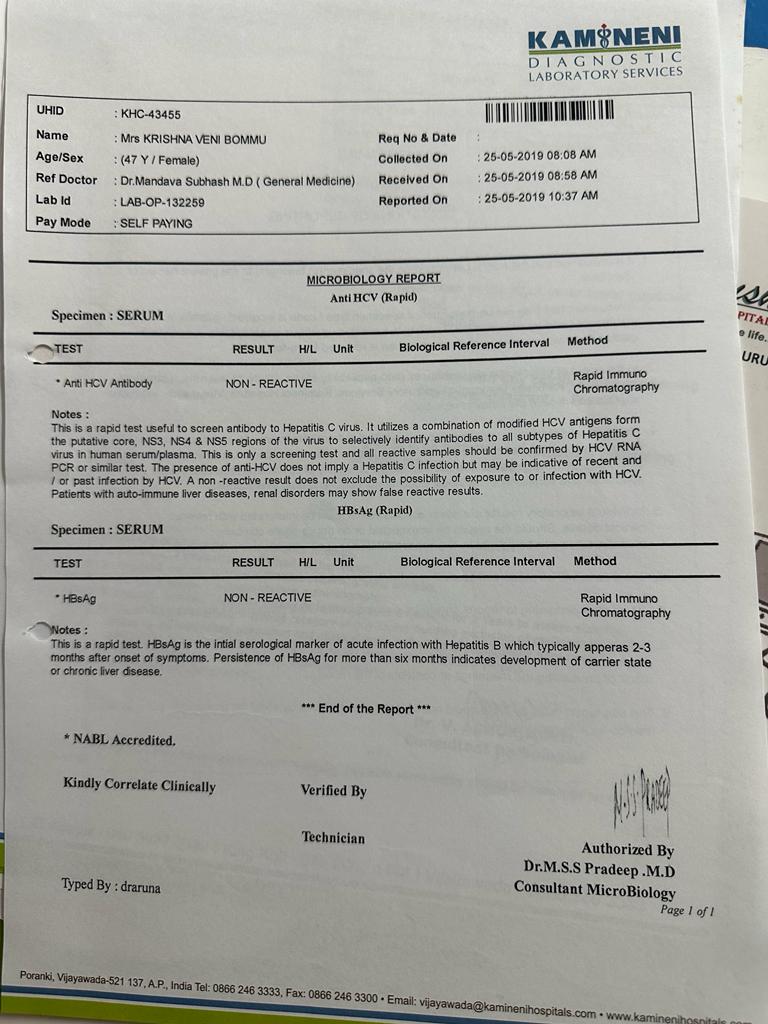 KAMINENI
DIAGNOSTIC
LABORATORY SERVICES
UHID : KHC-43455
Name : Mrs KRISHNA VENI BOMMU Req No & Date :
Age/Sex : (47 Y / Female) Collected On : 25-05-2019 08:08 AM
Ref Doctor : Dr.Mandava Subhash M.D ( General Medicine) Received On : 25-05-2019 08:58 AM
Lab Id : LAB-OP-132259 Reported On : 25-05-2019 10:37 AM
Pay Mode : SELF PAYING
MICROBIOLOGY REPORT
Anti HCV (Rapid)
Specimen : SERUM
TEST RESULT H/L Unit Biological Reference Interval Method
* Anti HCV Antibody NON - REACTIVE Rapid Immuno
Chromatography
Notes :
This is a rapid test useful to screen antibody to Hepatitis C virus. It utilizes a combination of modified HCV antigens form
the putative core, NS3, NS4 & NS5 regions of the virus to selectively identify antibodies to all subtypes of Hepatitis C
virus in human serum/plasma. This is only a screening test and all reactive samples should be confirmed by HCV RNA
PCR or similar test. The presence of anti-HCV does not imply a Hepatitis C infection but may be indicative of recent and
/ or past infection by HCV. A non -reactive result does not exclude the possibility of exposure to or infection with HCV.
Patients with auto-immune liver diseases, renal disorders may show false reactive results.
HBsAg (Rapid)
Specimen : SERUM
TEST RESULT H/L Unit Biological Reference Interval Method
* HBsAg NON - REACTIVE Rapid Immuno
Chromatography
Notes :
This is a rapid test. HBsAg is the intial serological marker of acute infection with Hepatitis B which typically apperas 2-3
months after onset of symptoms. Persistence of HBsAg for more than six months indicates development of carrier state
or chronic liver disease.
*** End of the Report ***
* NABL Accredited.
Kindly Correlate Clinically Verified By
M.S.S. PRADEEP
Technician
Authorized By
Dr.M.S.S Pradeep .M.D
Consultant MicroBiology
Typed By : draruna
Page 1 of 1
Poranki, Vijayawada-521 137, A.P., India Tel: 0866 246 3333, Fax: 0866 246 3300 • Email: vijayawada@kaminenihospitals.com • www.kaminenihospitals.com
e life.